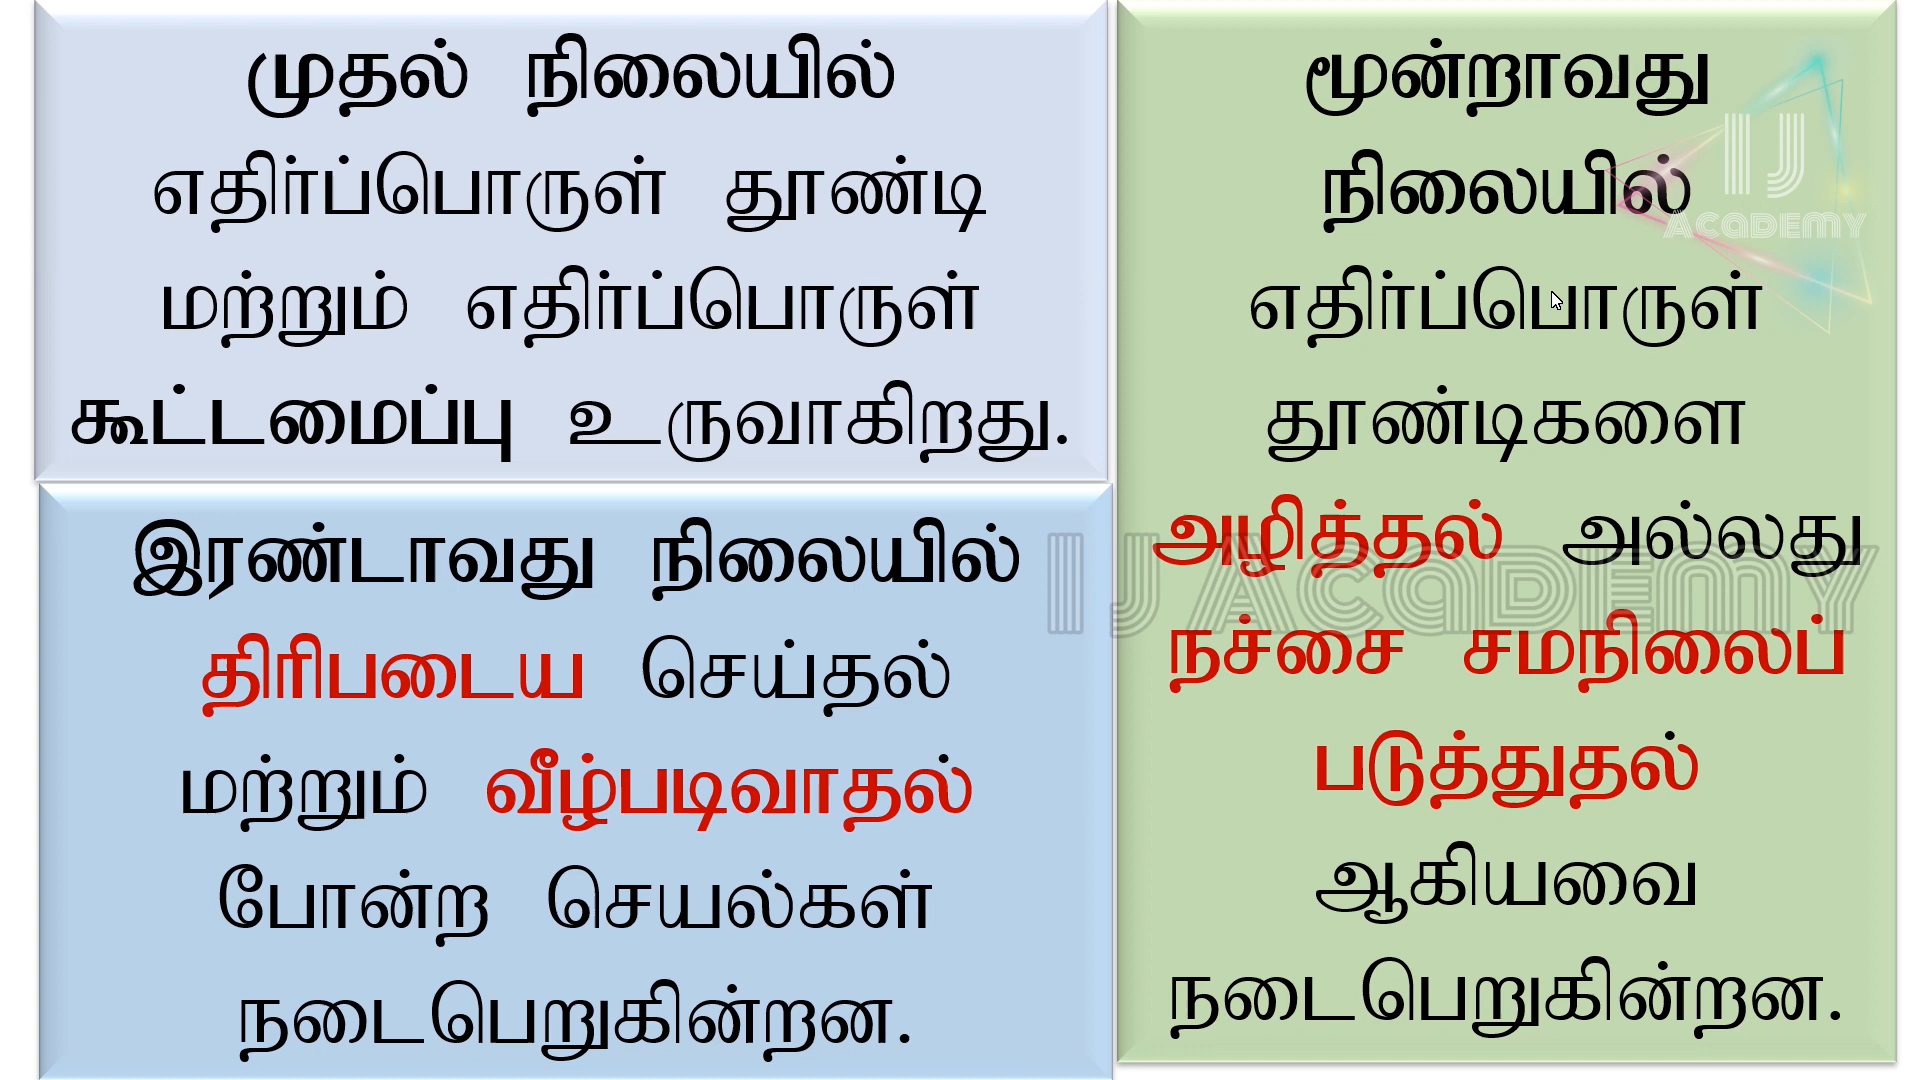 முதல் நிலையில்
எதிர்ப்பொருள் தூண்டி
மற்றும் எதிர்ப்பொருள்
கூட்டமைப்பு உருவாகிறது.
இரண்டாவது நிலையில்
திரிபடைய செய்தல்
மற்றும் வீழ்படிவாதல்
போன்ற செயல்கள்
நடைபெறுகின்றன.
மூன்றாவது
நிலையில்
எதிர்ப்பொருள்
தூண்டிகளை
அழித்தல் அல்லது
நச்சை சமநிலைப்
படுத்துதல்
ஆகியவை
நடைபெறுகின்றன.
IJ
ACADEMY
IJ ACADEMY